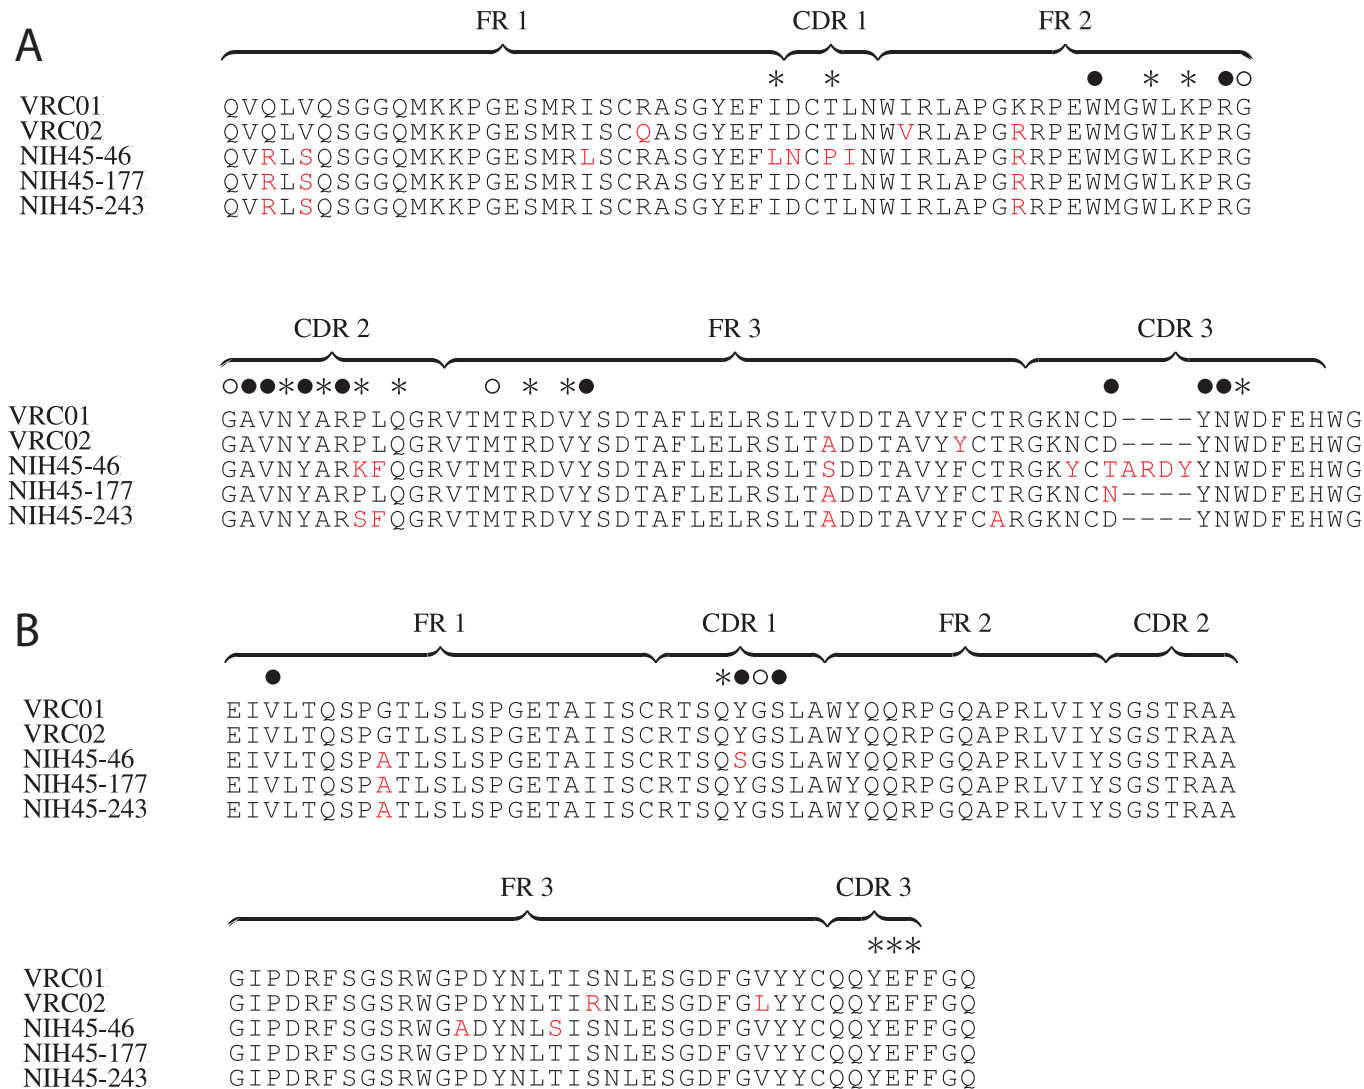 A
FR 1 CDR 1 FR 2
* * ● * * ● ○
VRC01 QVQLVQSGGQMKKPGESMRISCRASGYEFIDCTLNWIRLAPGKRPEWMGWLKPRG
VRC02 QVQLVQSGGQMKKPGESMRISCQASGYEFIDCTLNWVRLAPGRRPEWMGWLKPRG
NIH45-46 QVRLSQSGGQMKKPGESMRLSCRASGYEFLNCPINWIRLAPGRRPEWMGWLKPRG
NIH45-177 QVRLSQSGGQMKKPGESMRISCRASGYEFIDCTLNWIRLAPGRRPEWMGWLKPRG
NIH45-243 QVRLSQSGGQMKKPGESMRISCRASGYEFIDCTLNWIRLAPGRRPEWMGWLKPRG
CDR 2 FR 3 CDR 3
○●●*●*●* * ○ * *● ● ●●*
VRC01 GAVNYARPLQGRVTMTRDVYSDTAFLELRSLTVDDTAVYFCTRGKNCD----YNWDFEHWG
VRC02 GAVNYARPLQGRVTMTRDVYSDTAFLELRSLTADDTAVYYCTRGKNCD----YNWDFEHWG
NIH45-46 GAVNYARKFQGRVTMTRDVYSDTAFLELRSLTSDDTAVYFCTRGKYCTARDYYNWDFEHWG
NIH45-177 GAVNYARPLQGRVTMTRDVYSDTAFLELRSLTADDTAVYFCTRGKNCN----YNWDFEHWG
NIH45-243 GAVNYARSFQGRVTMTRDVYSDTAFLELRSLTADDTAVYFCARGKNCD----YNWDFEHWG
B
FR 1 CDR 1 FR 2 CDR 2
● *●○●
VRC01 EIVLTQSPGTLSLSPGETAIISCRTSQYGSLAWYQQRPGQAPRLVIYSGSTRAA
VRC02 EIVLTQSPGTLSLSPGETAIISCRTSQYGSLAWYQQRPGQAPRLVIYSGSTRAA
NIH45-46 EIVLTQSPATLSLSPGETAIISCRTSQSGSLAWYQQRPGQAPRLVIYSGSTRAA
NIH45-177 EIVLTQSPATLSLSPGETAIISCRTSQYGSLAWYQQRPGQAPRLVIYSGSTRAA
NIH45-243 EIVLTQSPATLSLSPGETAIISCRTSQYGSLAWYQQRPGQAPRLVIYSGSTRAA
FR 3 CDR 3
***
VRC01 GIPDRFSGSRWGPDYNLTISNLESGDFGVYYCQQYEFFGQ
VRC02 GIPDRFSGSRWGPDYNLTIRNLESGDFGLYYCQQYEFFGQ
NIH45-46 GIPDRFSGSRWGADYNLSISNLESGDFGVYYCQQYEFFGQ
NIH45-177 GIPDRFSGSRWGPDYNLTISNLESGDFGVYYCQQYEFFGQ
NIH45-243 GIPDRFSGSRWGPDYNLTISNLESGDFGVYYCQQYEFFGQ